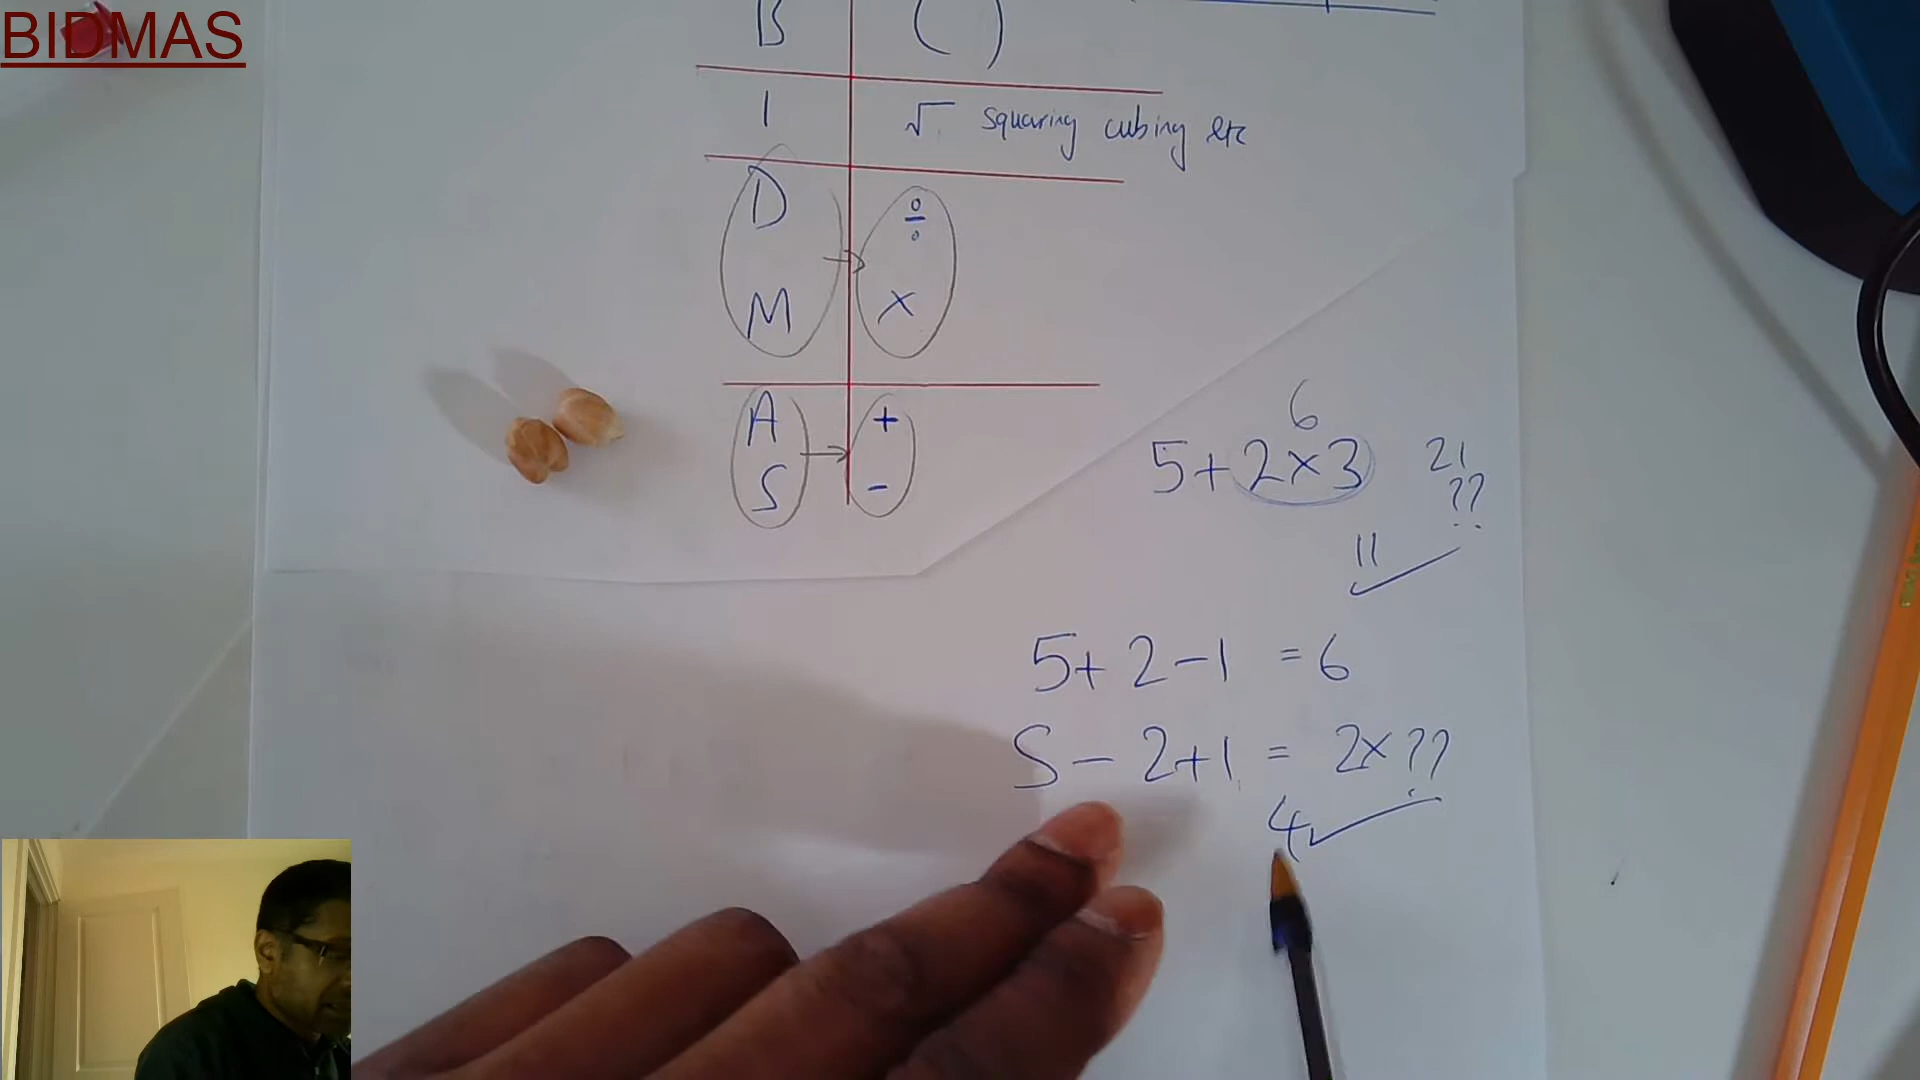 BIDMAS
B ( )
I √ squaring cubing etc
D ÷
M → ×
A +
S → -
6
5+2×3 21
??
11 ✓
5+2-1 = 6
5-2+1 = 2× ??
4 ✓